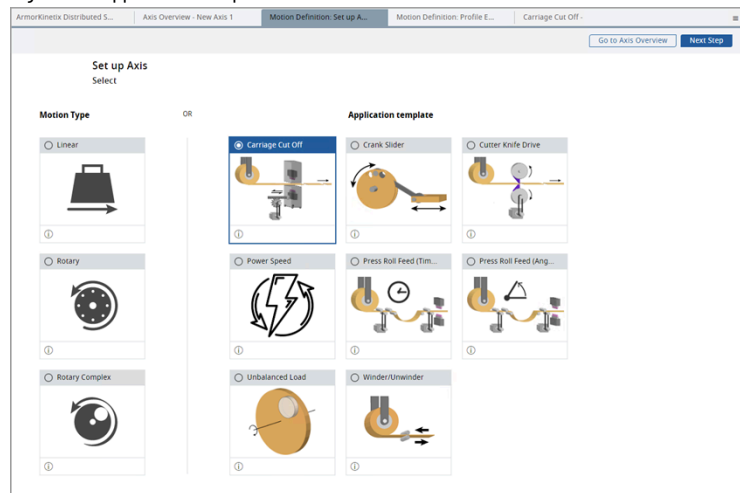 ArmorKinetix Distributed S... Axis Overview - New Axis 1 Motion Definition: Set up A... Motion Definition: Profile E... Carriage Cut Off -
Go to Axis Overview Next Step
Set up Axis
Select
Motion Type OR Application template
Linear Carriage Cut Off Crank Slider Cutter Knife Drive
Rotary Power Speed Press Roll Feed (Tim... Press Roll Feed (Ang...
Rotary Complex Unbalanced Load Winder/Unwinder